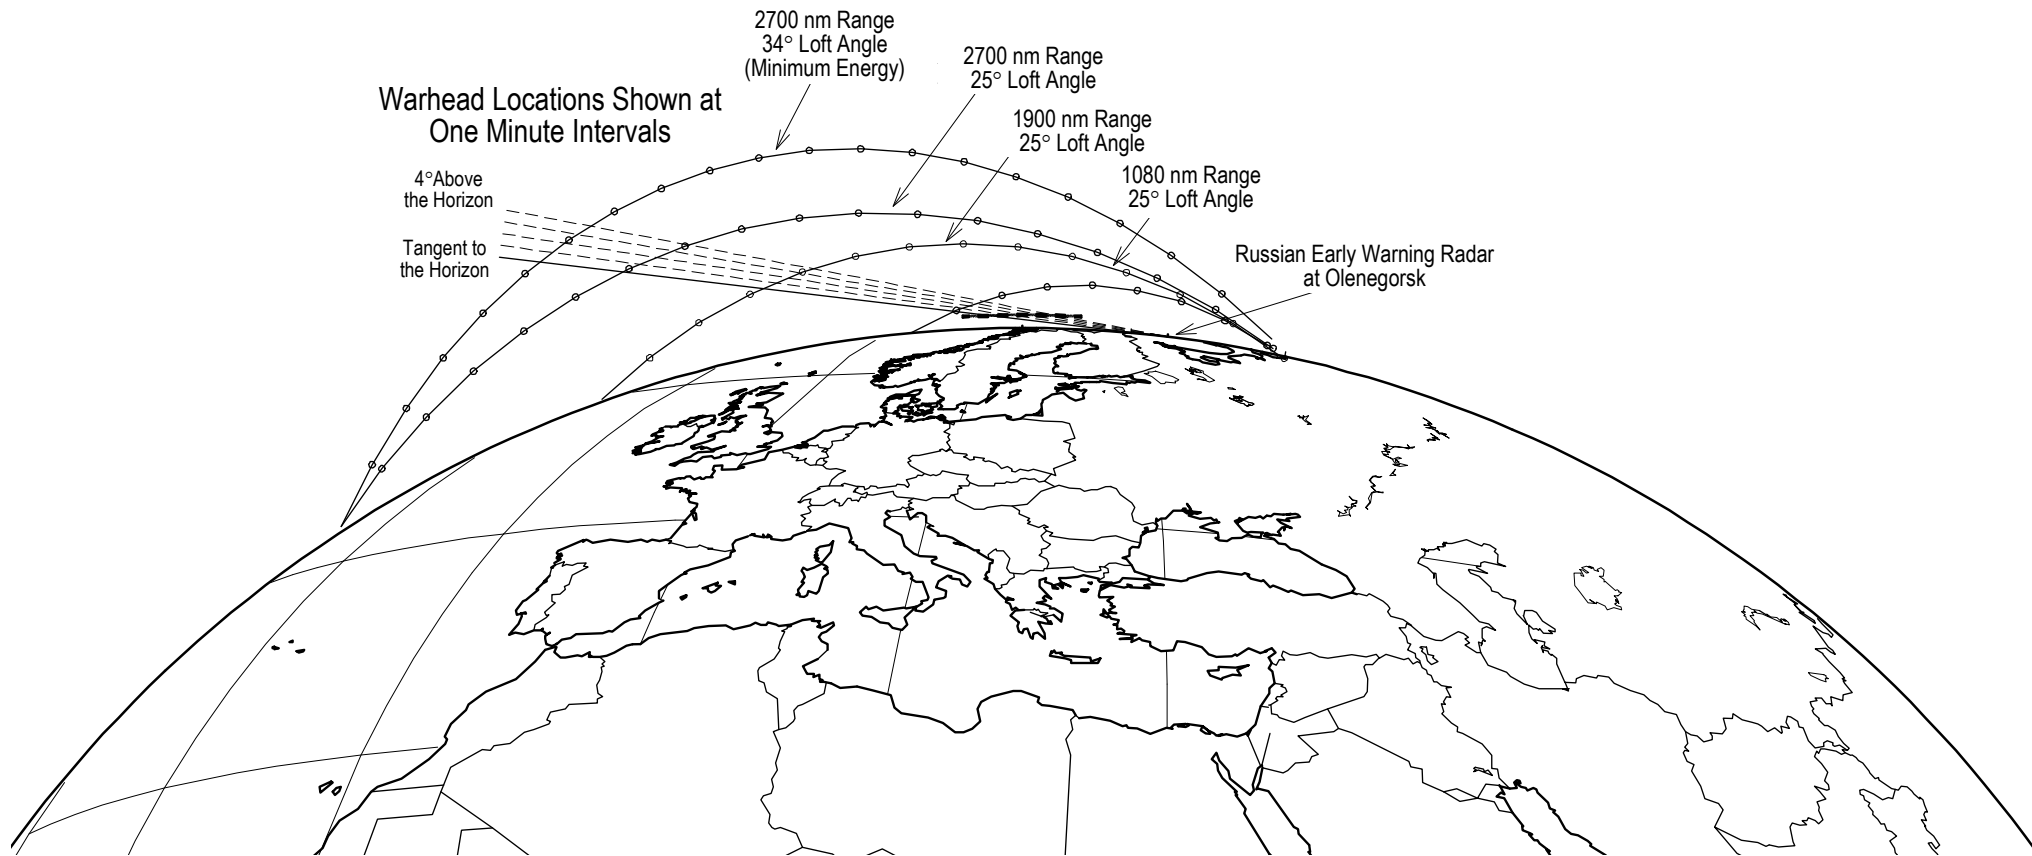 2700 nm Range
34° Loft Angle
(Minimum Energy)
2700 nm Range
25° Loft Angle
Warhead Locations Shown at
One Minute Intervals
1900 nm Range
25° Loft Angle
4°Above
the Horizon
1080 nm Range
25° Loft Angle
Tangent to
the Horizon
Russian Early Warning Radar
at Olenegorsk